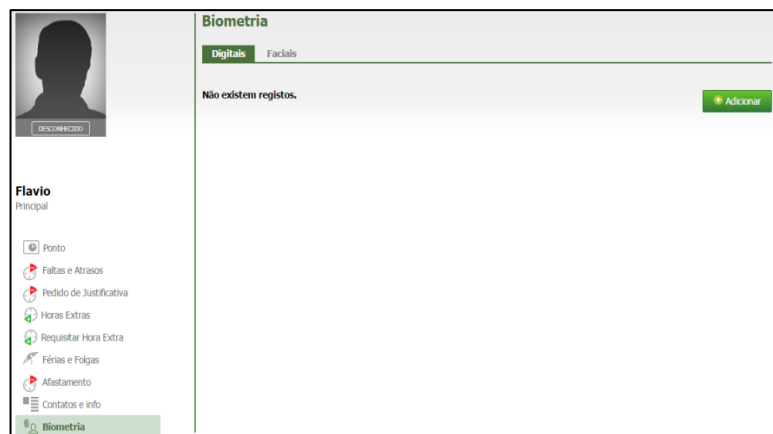 DESCONHECIDO
Flavio
Principal
Ponto
Faltas e Atrasos
Pedido de Justificativa
Horas Extras
Requisitar Hora Extra
Férias e Folgas
Afastamento
Contatos e info
Biometria
Biometria
Digitais Faciais
Não existem registos.
Adicionar